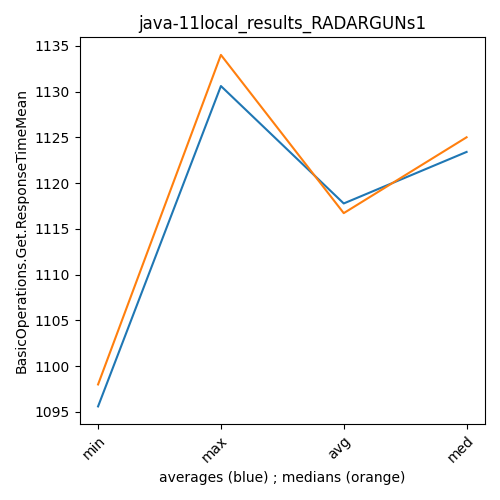 java-11local_results_RADARGUNs1
BasicOperations.Get.ResponseTimeMean
1135
1130
1125
1120
1115
1110
1105
1100
1095
min
max
avg
med
averages (blue) ; medians (orange)